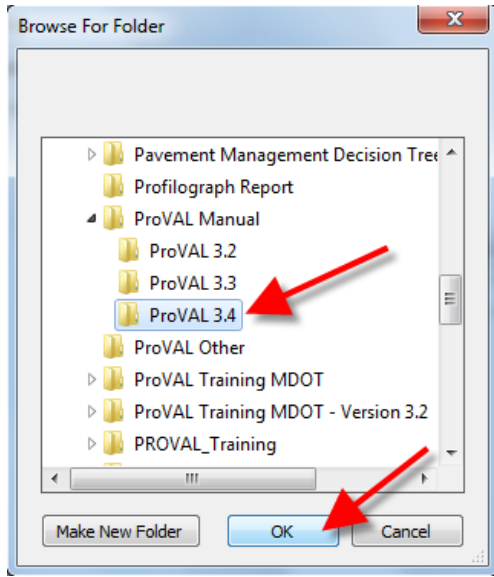 Browse For Folder
Pavement Management Decision Tree
Profilograph Report
ProVAL Manual
ProVAL 3.2
ProVAL 3.3
ProVAL 3.4
ProVAL Other
ProVAL Training MDOT
ProVAL Training MDOT - Version 3.2
PROVAL_Training
Make New Folder
OK
Cancel